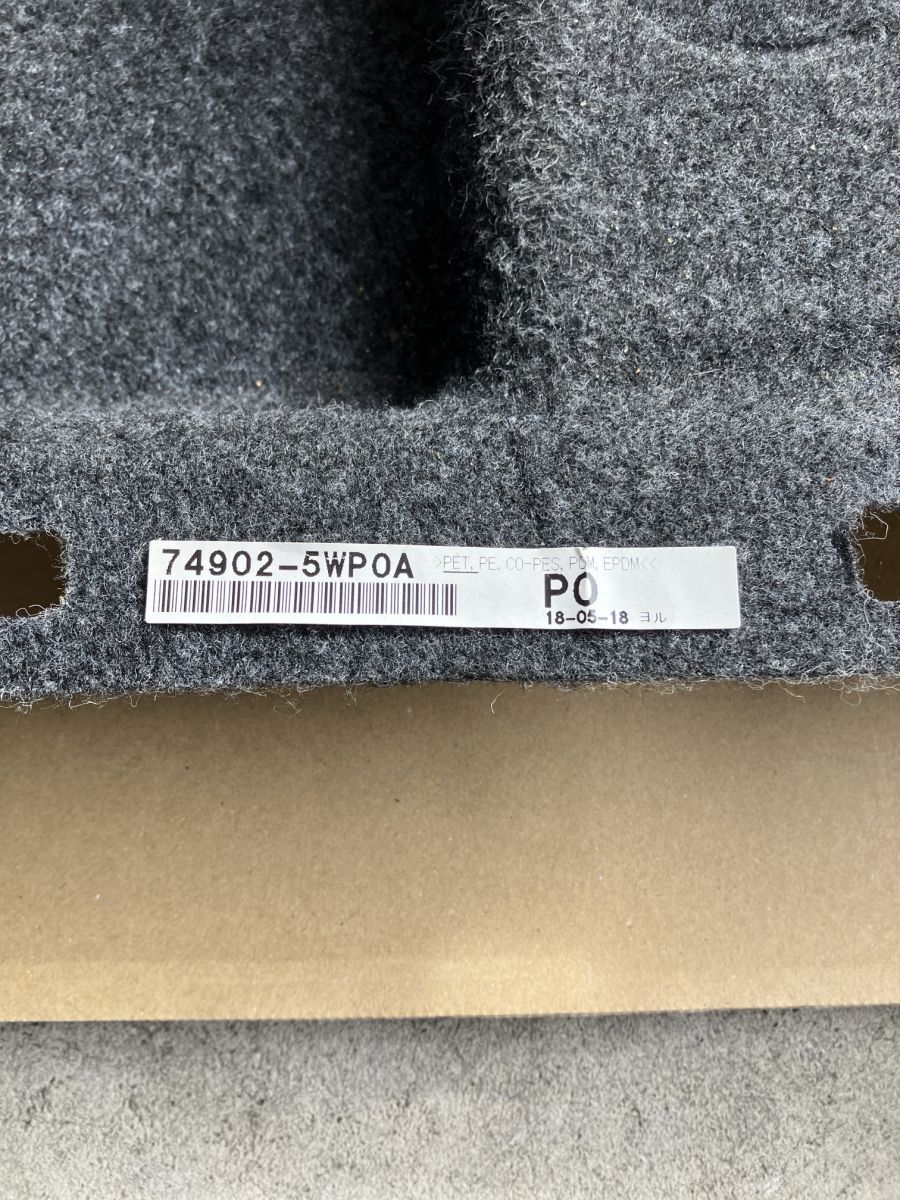 74902-5WP0A >PET, PE, CO-PES, POM, EPDM<<
P0
18-05-18 ヨル